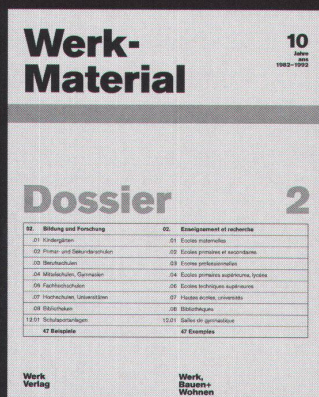 Werk-
Material
10
Jahre
ans
1982–1992
Dossier 2
02. Bildung und Forschung 02. Enseignement et recherche
.01 Kindergärten .01 Ecoles maternelles
.02 Primar- und Sekundarschulen .02 Ecoles primaires et secondaires
.03 Berufsschulen .03 Ecoles professionnelles
.04 Mittelschulen, Gymnasien .04 Ecoles primaires supérieures, lycées
.06 Fachhochschulen .06 Ecoles techniques supérieures
.07 Hochschulen, Universitäten .07 Hautes écoles, universités
.09 Bibliotheken .08 Bibliothèques
12.01 Schulsportanlagen 12.01 Salles de gymnastique
47 Beispiele 47 Exemples
Werk
Verlag
Werk,
Bauen+
Wohnen